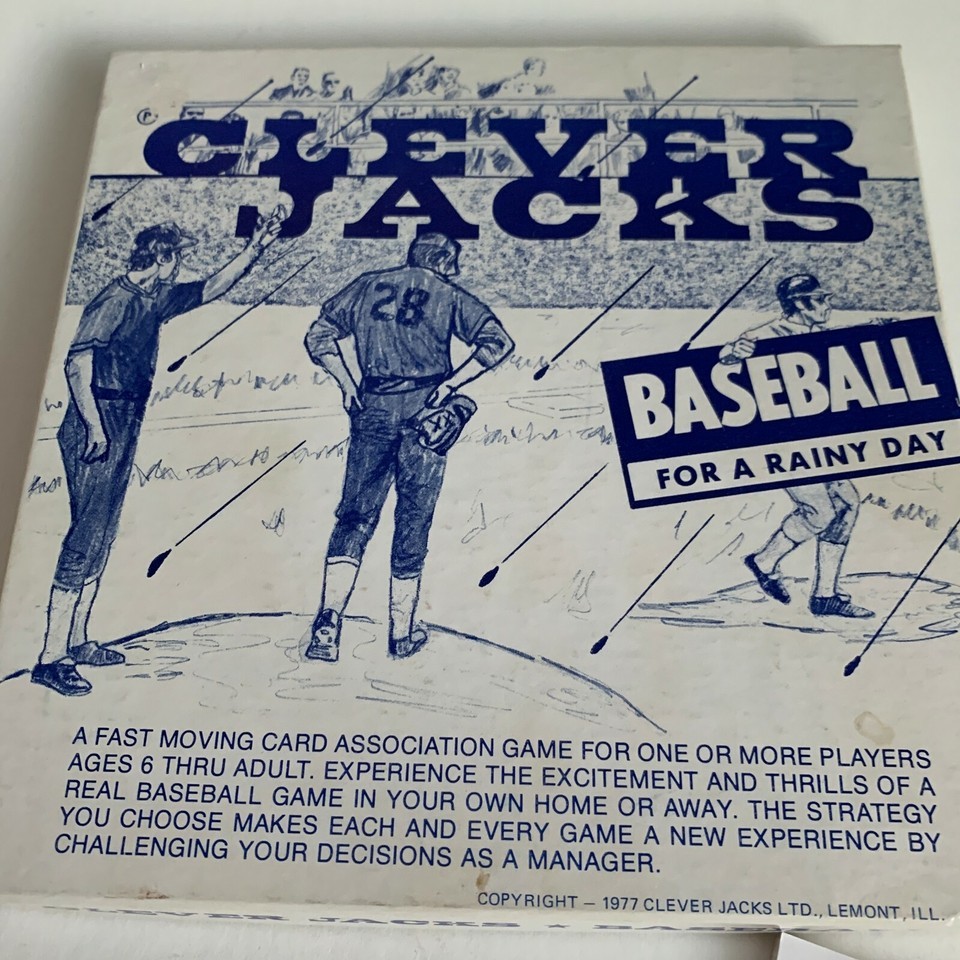 CLEVER
JACKS
28
BASEBALL
FOR A RAINY DAY
A FAST MOVING CARD ASSOCIATION GAME FOR ONE OR MORE PLAYERS
AGES 6 THRU ADULT. EXPERIENCE THE EXCITEMENT AND THRILLS OF A
REAL BASEBALL GAME IN YOUR OWN HOME OR AWAY. THE STRATEGY
YOU CHOOSE MAKES EACH AND EVERY GAME A NEW EXPERIENCE BY
CHALLENGING YOUR DECISIONS AS A MANAGER.
COPYRIGHT – 1977 CLEVER JACKS LTD., LEMONT, ILL.
CLEVER JACKS ★